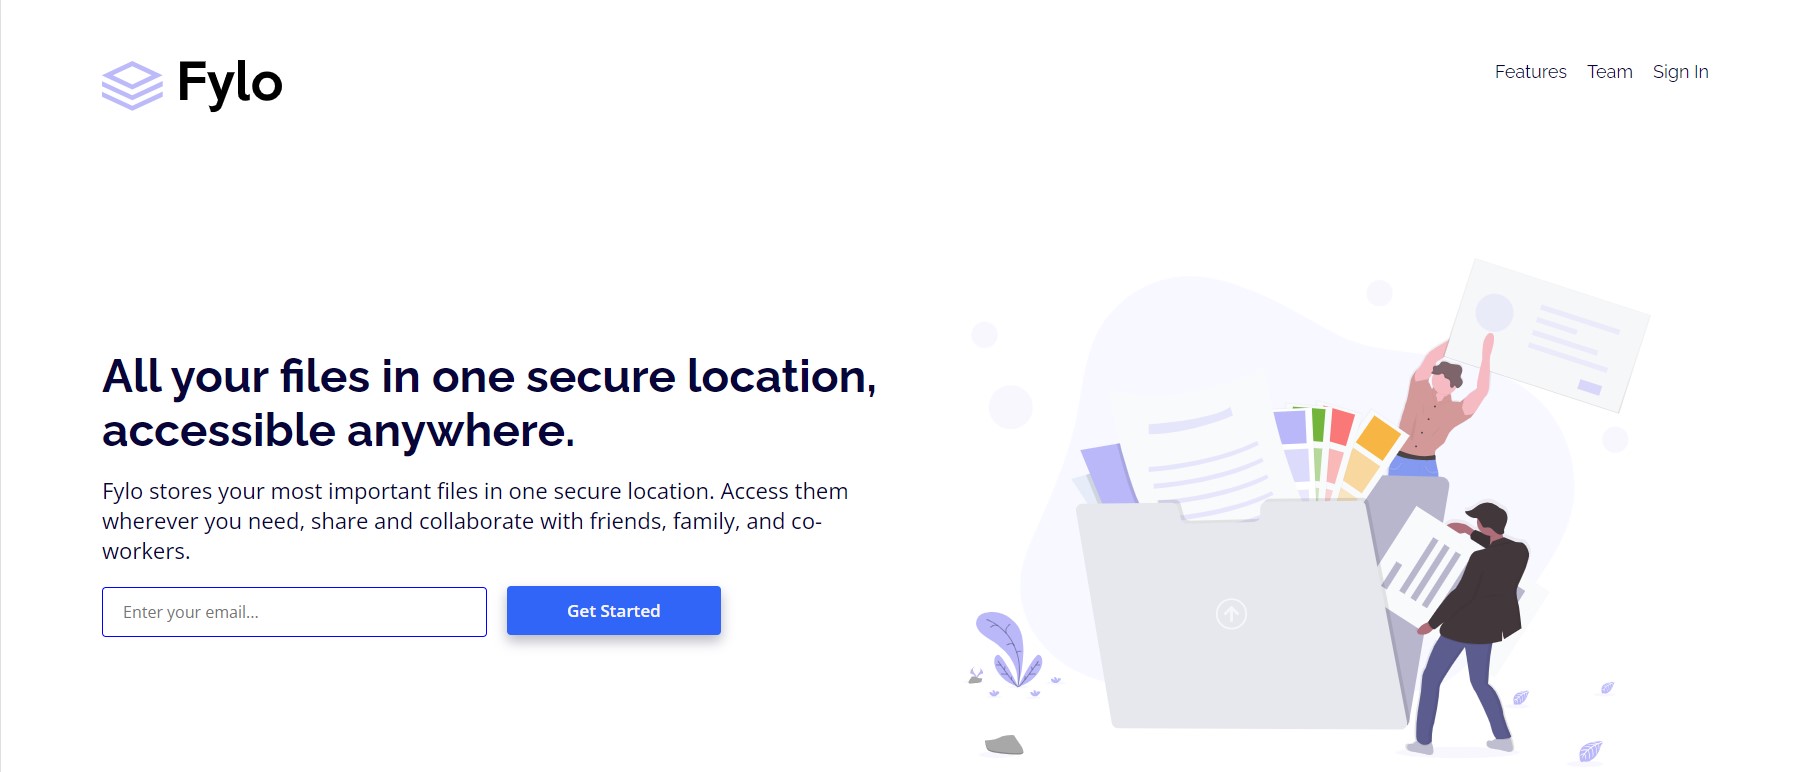 Fylo
Features Team Sign In
All your files in one secure location,
accessible anywhere.
Fylo stores your most important files in one secure location. Access them
wherever you need, share and collaborate with friends, family, and co-
workers.
Enter your email...
Get Started